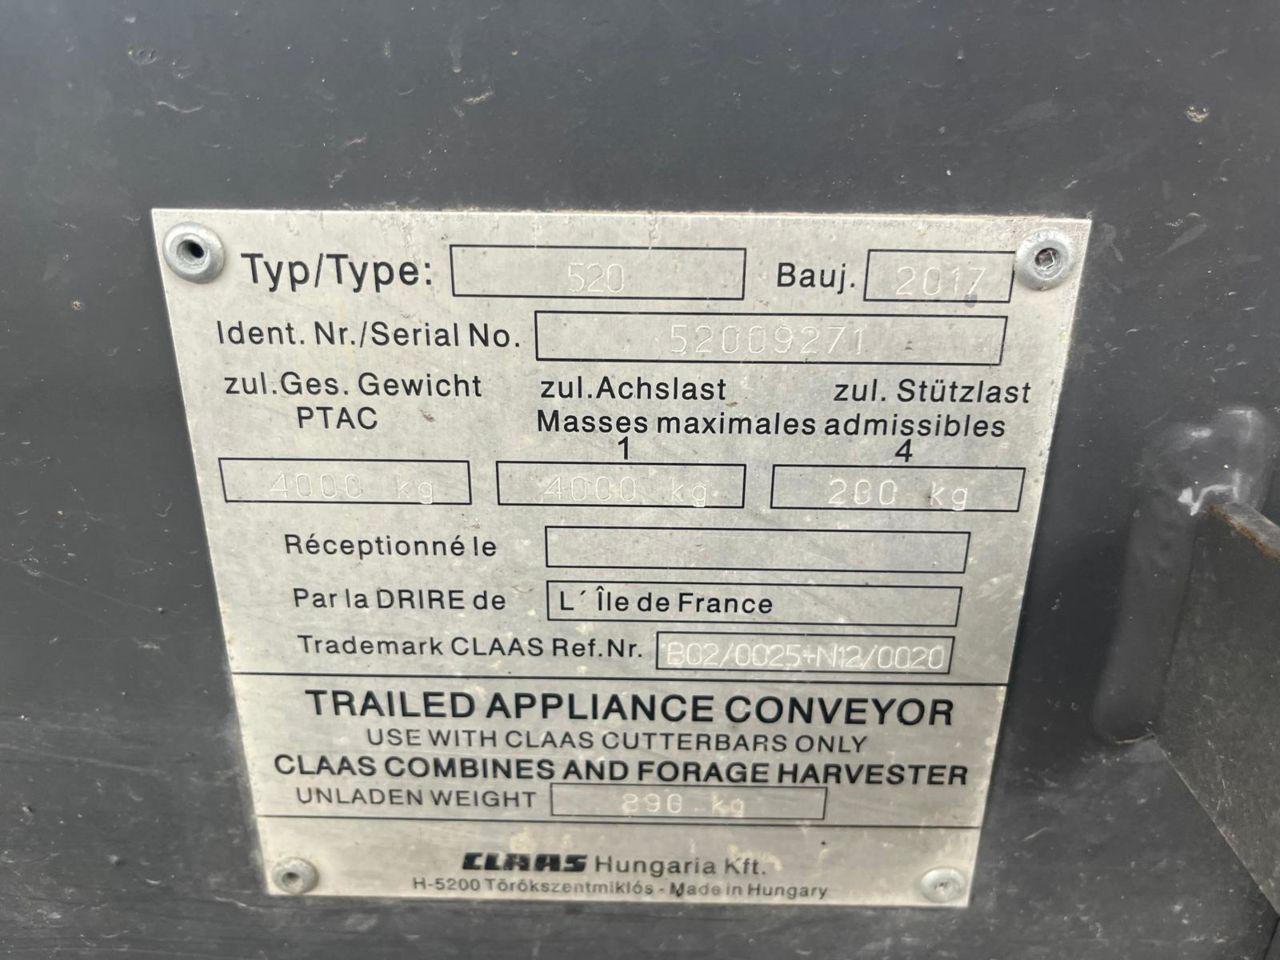 Typ/Type: 520 Bauj. 2017
Ident. Nr./Serial No. 52009271
zul.Ges. Gewicht zul.Achslast zul. Stützlast
PTAC Masses maximales admissibles
1 4
4000 kg 4000 kg 200 kg
Réceptionné le
Par la DRIRE de L´ Île de France
Trademark CLAAS Ref.Nr. B02/0025+N12/0020
TRAILED APPLIANCE CONVEYOR
USE WITH CLAAS CUTTERBARS ONLY
CLAAS COMBINES AND FORAGE HARVESTER
UNLADEN WEIGHT 890 kg
CLAAS Hungaria Kft.
H-5200 Törökszentmiklós - Made in Hungary